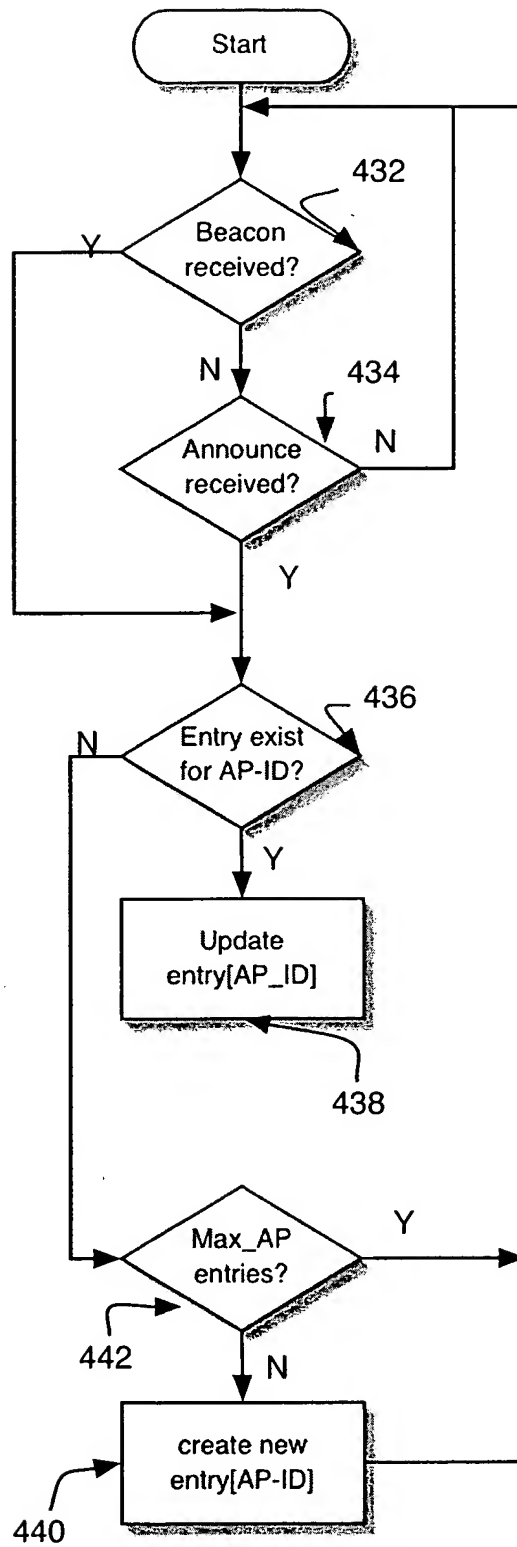 Start
432
Y
Beacon
received?
N
434
Announce
received?
N
Y
436
N
Entry exist
for AP-ID?
Y
Update
entry[AP_ID]
438
Max_AP
entries?
Y
442
N
create new
entry[AP-ID]
440